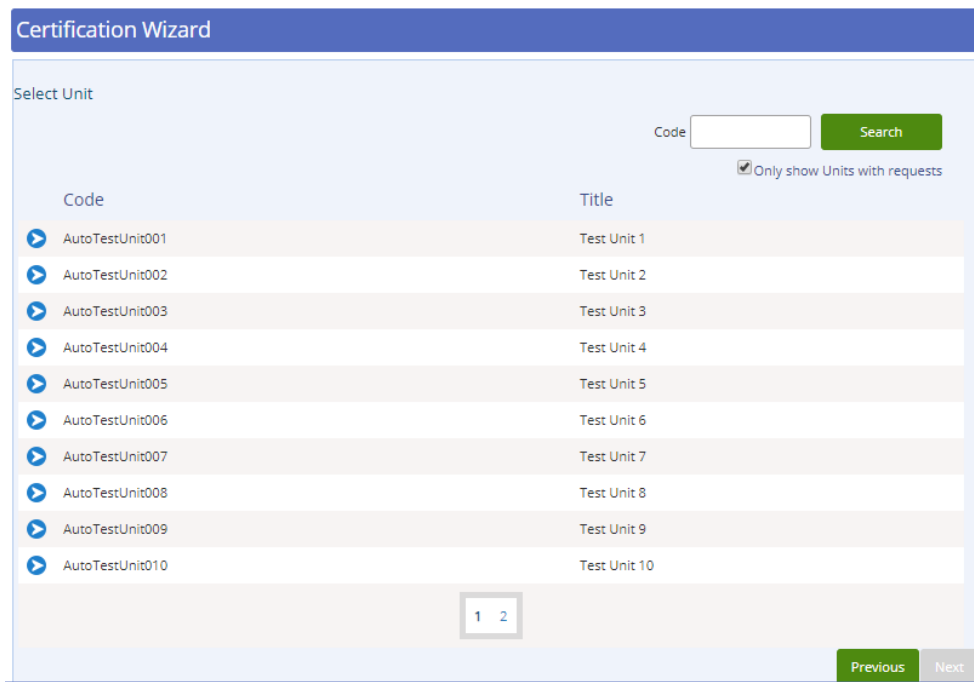 Certification Wizard
Select Unit
Code Search
Only show Units with requests
Code Title
AutoTestUnit001 Test Unit 1
AutoTestUnit002 Test Unit 2
AutoTestUnit003 Test Unit 3
AutoTestUnit004 Test Unit 4
AutoTestUnit005 Test Unit 5
AutoTestUnit006 Test Unit 6
AutoTestUnit007 Test Unit 7
AutoTestUnit008 Test Unit 8
AutoTestUnit009 Test Unit 9
AutoTestUnit010 Test Unit 10
1 2
Previous Next